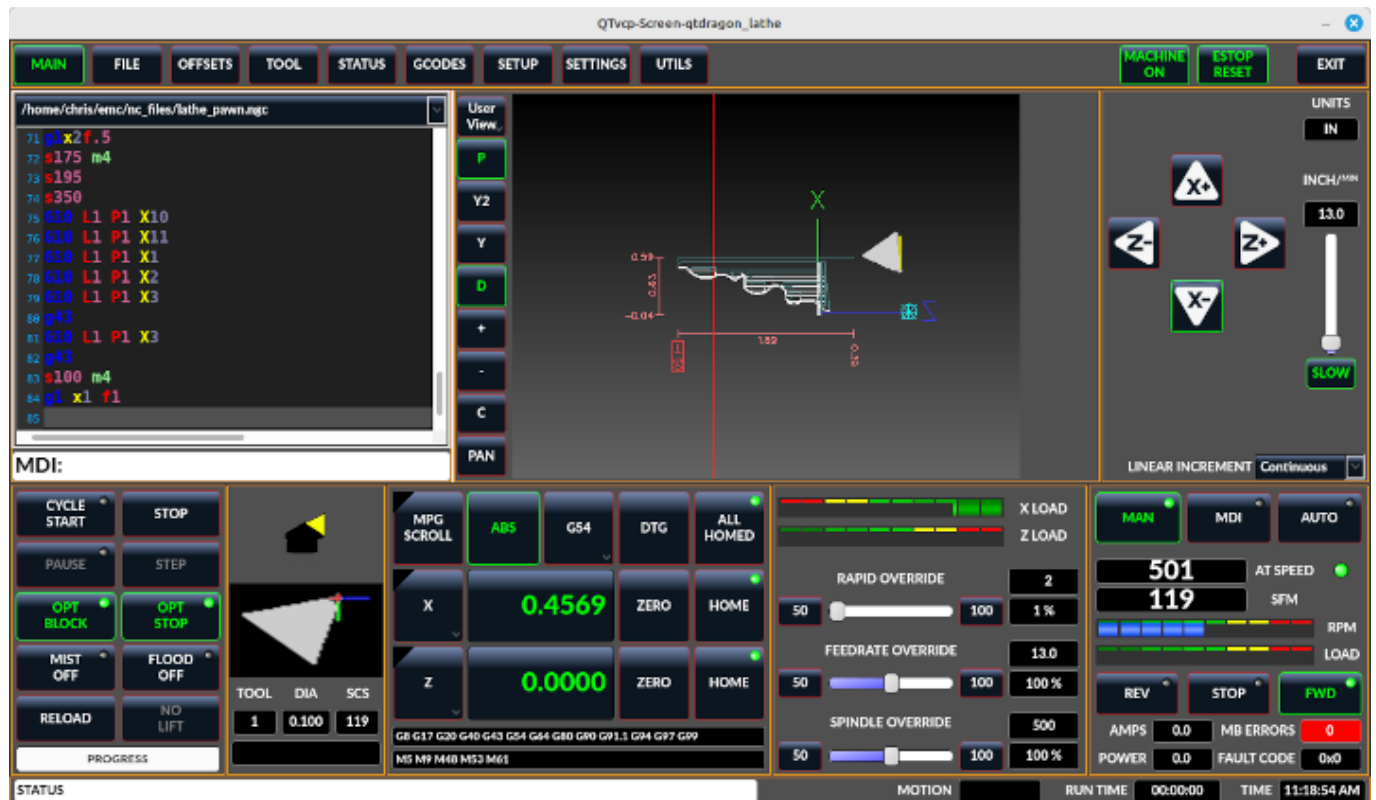 QTvcp-Screen-qtdragon_lathe
MAIN FILE OFFSETS TOOL STATUS GCODES SETUP SETTINGS UTILS MACHINE ON ESTOP RESET EXIT
/home/chris/emc/nc_files/lathe_pawn.ngc
71 g1x2f.5
72 s175 m4
73 s195
74 s350
75 G10 L1 P1 X10
76 G10 L1 P1 X11
77 G10 L1 P1 X1
78 G10 L1 P1 X2
79 G10 L1 P1 X3
80 g43
81 G10 L1 P1 X3
82 g43
83 s100 m4
84 g1 x1 f1
85
MDI:
User View
P
Y2
Y
D
+
-
C
PAN
X
0.59
0.63
-0.04
Z
1.89
UNITS
IN
INCH/MIN
13.0
X+
Z- Z+
X-
SLOW
LINEAR INCREMENT Continuous
CYCLE START STOP
PAUSE STEP
OPT BLOCK OPT STOP
MIST OFF FLOOD OFF
RELOAD NO LIFT
PROGRESS
TOOL DIA SCS
1 0.100 119
MPG SCROLL ABS G54 DTG ALL HOMED
X 0.4569 ZERO HOME
Z 0.0000 ZERO HOME
G8 G17 G20 G40 G43 G54 G64 G80 G90 G91.1 G94 G97 G99
M5 M9 M48 M53 M61
X LOAD
Z LOAD
RAPID OVERRIDE 2
50 100 1 %
FEEDRATE OVERRIDE 13.0
50 100 100 %
SPINDLE OVERRIDE 500
50 100 100 %
MAN MDI AUTO
501 AT SPEED
119 SFM
RPM
LOAD
REV STOP FWD
AMPS 0.0 MB ERRORS 0
POWER 0.0 FAULT CODE 0x0
STATUS MOTION RUN TIME 00:00:00 TIME 11:18:54 AM